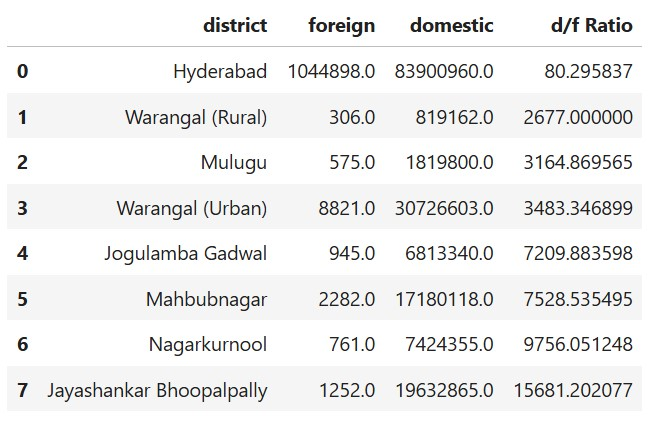 district foreign domestic d/f Ratio
0 Hyderabad 1044898.0 83900960.0 80.295837
1 Warangal (Rural) 306.0 819162.0 2677.000000
2 Mulugu 575.0 1819800.0 3164.869565
3 Warangal (Urban) 8821.0 30726603.0 3483.346899
4 Jogulamba Gadwal 945.0 6813340.0 7209.883598
5 Mahbubnagar 2282.0 17180118.0 7528.535495
6 Nagarkurnool 761.0 7424355.0 9756.051248
7 Jayashankar Bhoopalpally 1252.0 19632865.0 15681.202077